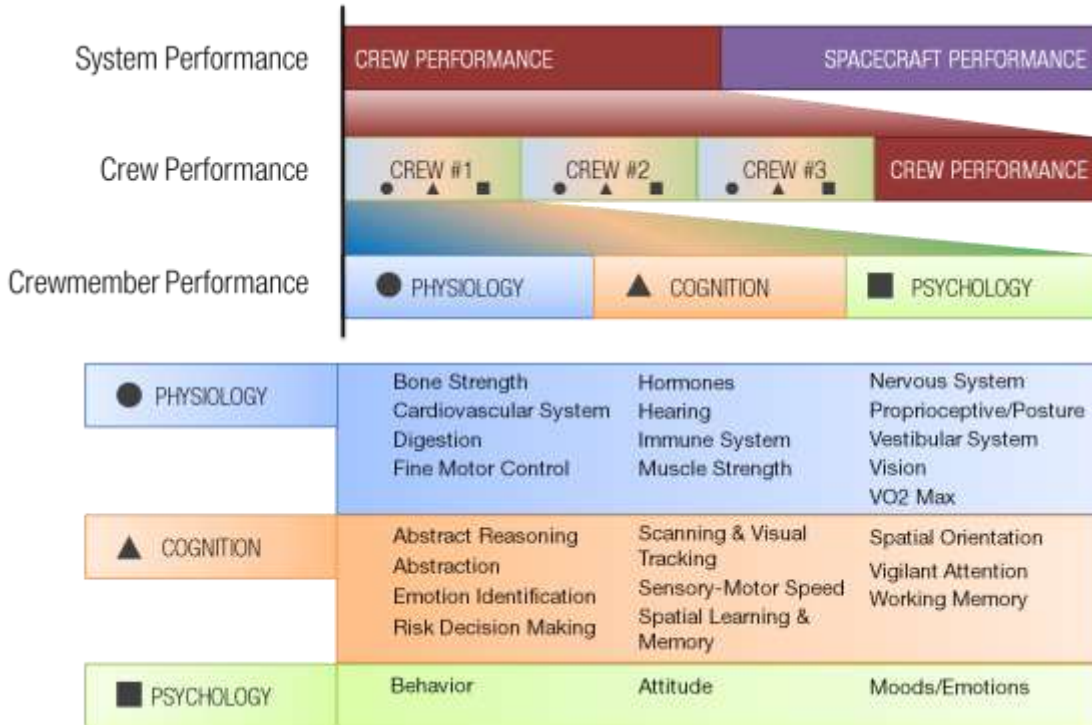 System Performance
CREW PERFORMANCE
SPACECRAFT PERFORMANCE
Crew Performance
CREW #1
CREW #2
CREW #3
CREW PERFORMANCE
Crewmember Performance
PHYSIOLOGY
COGNITION
PSYCHOLOGY
PHYSIOLOGY
Bone Strength
Cardiovascular System
Digestion
Fine Motor Control
Hormones
Hearing
Immune System
Muscle Strength
Nervous System
Proprioceptive/Posture
Vestibular System
Vision
VO2 Max
COGNITION
Abstract Reasoning
Abstraction
Emotion Identification
Risk Decision Making
Scanning & Visual
Tracking
Sensory-Motor Speed
Spatial Learning &
Memory
Spatial Orientation
Vigilant Attention
Working Memory
PSYCHOLOGY
Behavior
Attitude
Moods/Emotions